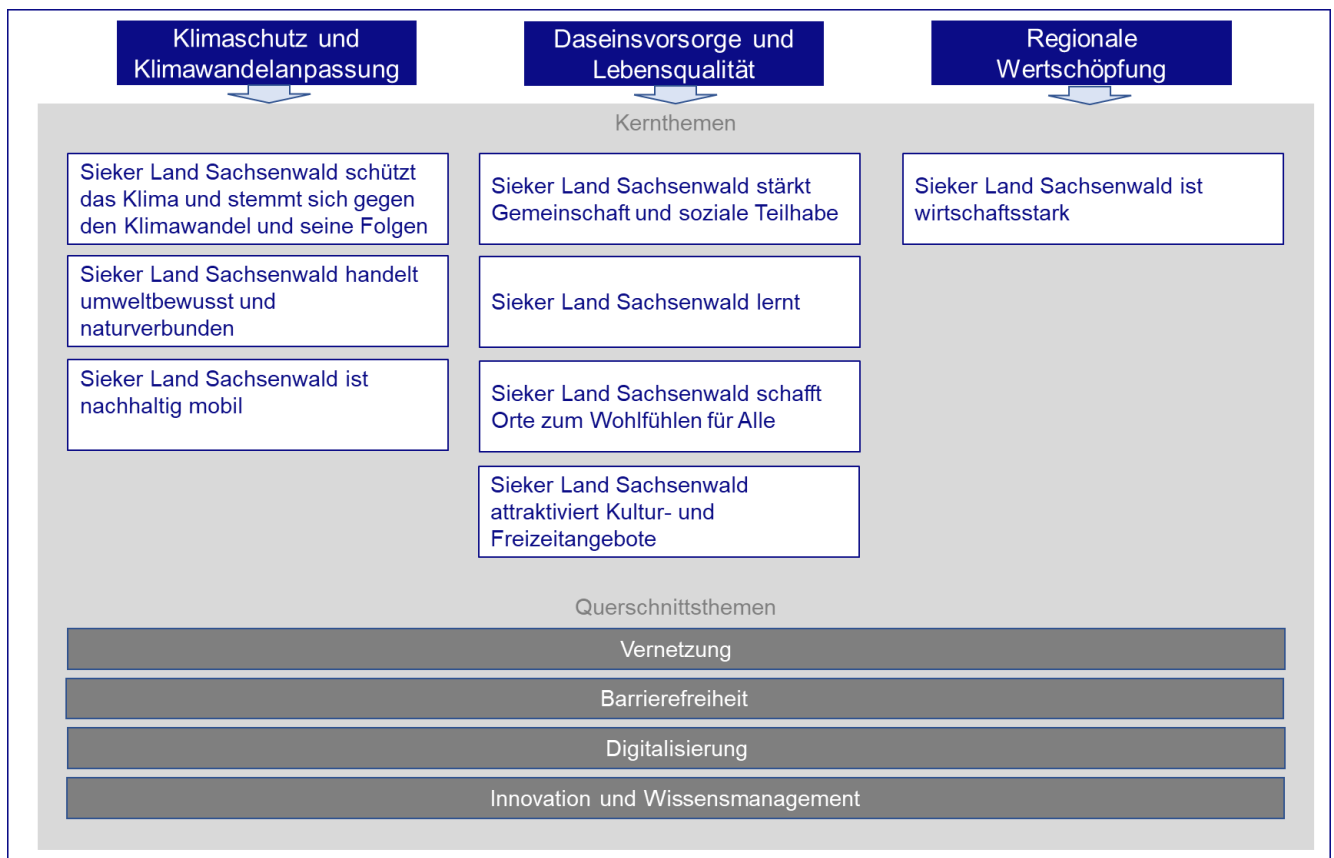 Klimaschutz und
Klimawandelanpassung
Daseinsvorsorge und
Lebensqualität
Regionale
Wertschöpfung
Kernthemen
Sieker Land Sachsenwald schützt
das Klima und stemmt sich gegen
den Klimawandel und seine Folgen
Sieker Land Sachsenwald handelt
umweltbewusst und
naturverbunden
Sieker Land Sachsenwald ist
nachhaltig mobil
Sieker Land Sachsenwald stärkt
Gemeinschaft und soziale Teilhabe
Sieker Land Sachsenwald lernt
Sieker Land Sachsenwald schafft
Orte zum Wohlfühlen für Alle
Sieker Land Sachsenwald
attraktiviert Kultur- und
Freizeitangebote
Sieker Land Sachsenwald ist
wirtschaftsstark
Querschnittsthemen
Vernetzung
Barrierefreiheit
Digitalisierung
Innovation und Wissensmanagement